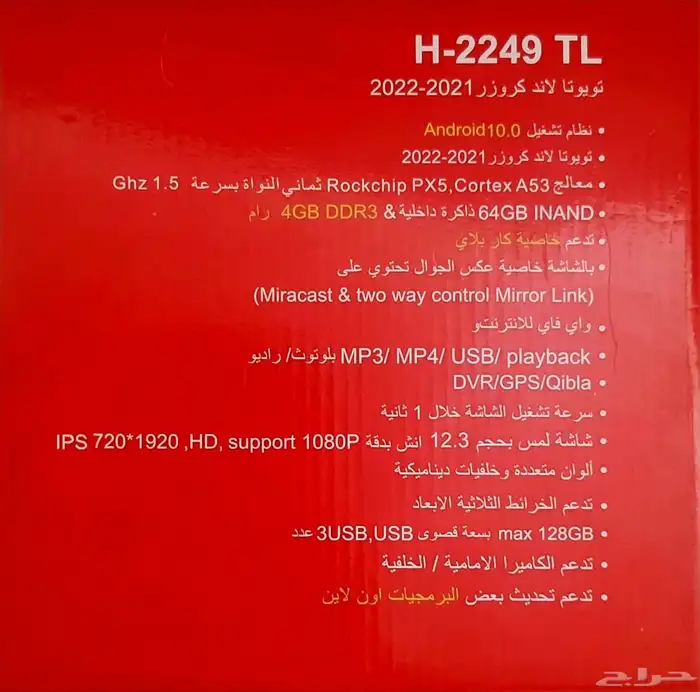 H-2249 TL
تويوتا لاند كروزر 2021-2022
• نظام تشغيل Android10.0
• تويوتا لاند كروزر 2021-2022
• معالج Rockchip PX5,Cortex A53 ثماني النواة بسرعة 1.5 Ghz
• 64GB INAND ذاكرة داخلية & 4GB DDR3 رام
• تدعم خاصية كار بلاي
• بالشاشة خاصية عكس الجوال تحتوي على
(Miracast & two way control Mirror Link)
• واي فاي للانترنت و
• MP3/ MP4/ USB/ playback بلوتوث/ راديو
• DVR/GPS/Qibla
• سرعة تشغيل الشاشة خلال 1 ثانية
• شاشة لمس بحجم 12.3 انش بدقة IPS 720*1920 ,HD, support 1080P
• ألوان متعددة وخلفيات ديناميكية
• تدعم الخرائط الثلاثية الابعاد
• max 128GB بسعة قصوى 3USB,USB عدد
• تدعم الكاميرا الامامية / الخلفية
• تدعم تحديث بعض البرمجيات اون لاين
حراج